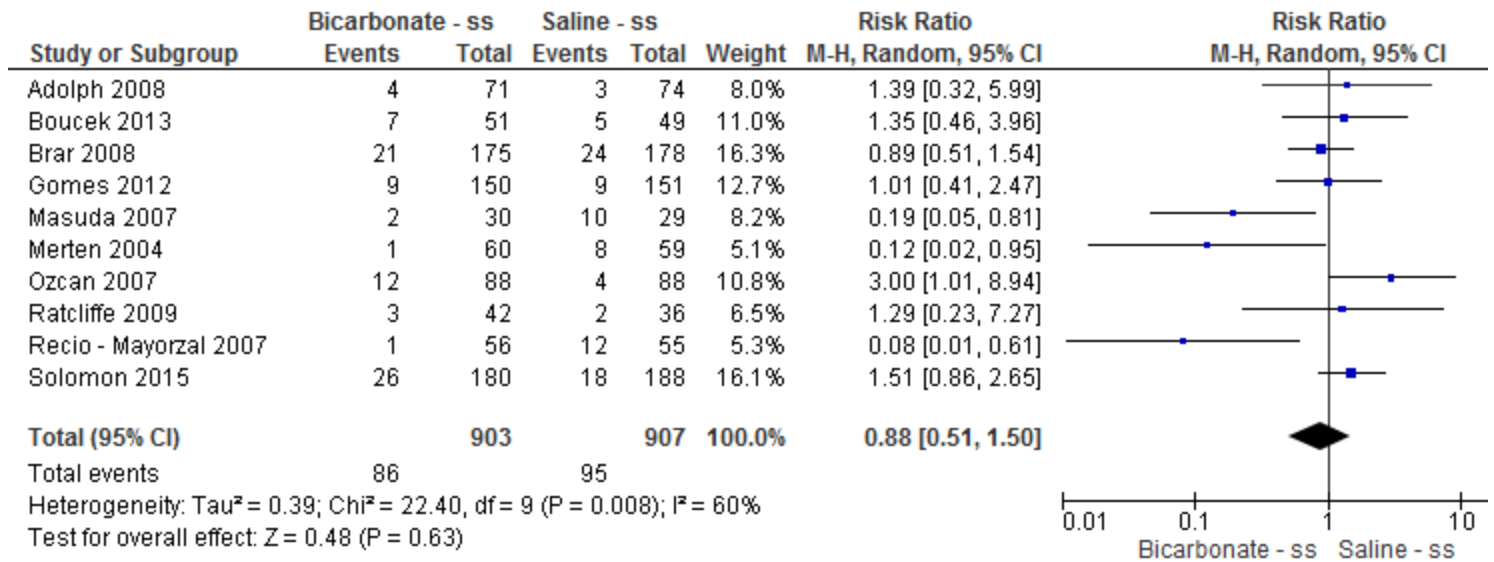 Bicarbonate - ss Saline - ss Risk Ratio Risk Ratio
Study or Subgroup Events Total Events Total Weight M-H, Random, 95% CI M-H, Random, 95% CI
Adolph 2008 4 71 3 74 8.0% 1.39 [0.32, 5.99]
Boucek 2013 7 51 5 49 11.0% 1.35 [0.46, 3.96]
Brar 2008 21 175 24 178 16.3% 0.89 [0.51, 1.54]
Gomes 2012 9 150 9 151 12.7% 1.01 [0.41, 2.47]
Masuda 2007 2 30 10 29 8.2% 0.19 [0.05, 0.81]
Merten 2004 1 60 8 59 5.1% 0.12 [0.02, 0.95]
Ozcan 2007 12 88 4 88 10.8% 3.00 [1.01, 8.94]
Ratcliffe 2009 3 42 2 36 6.5% 1.29 [0.23, 7.27]
Recio - Mayorzal 2007 1 56 12 55 5.3% 0.08 [0.01, 0.61]
Solomon 2015 26 180 18 188 16.1% 1.51 [0.86, 2.65]
Total (95% CI) 903 907 100.0% 0.88 [0.51, 1.50]
Total events 86 95
Heterogeneity: Tau² = 0.39; Chi² = 22.40, df = 9 (P = 0.008); I² = 60%
Test for overall effect: Z = 0.48 (P = 0.63)
0.01 0.1 1 10
Bicarbonate - ss Saline - ss